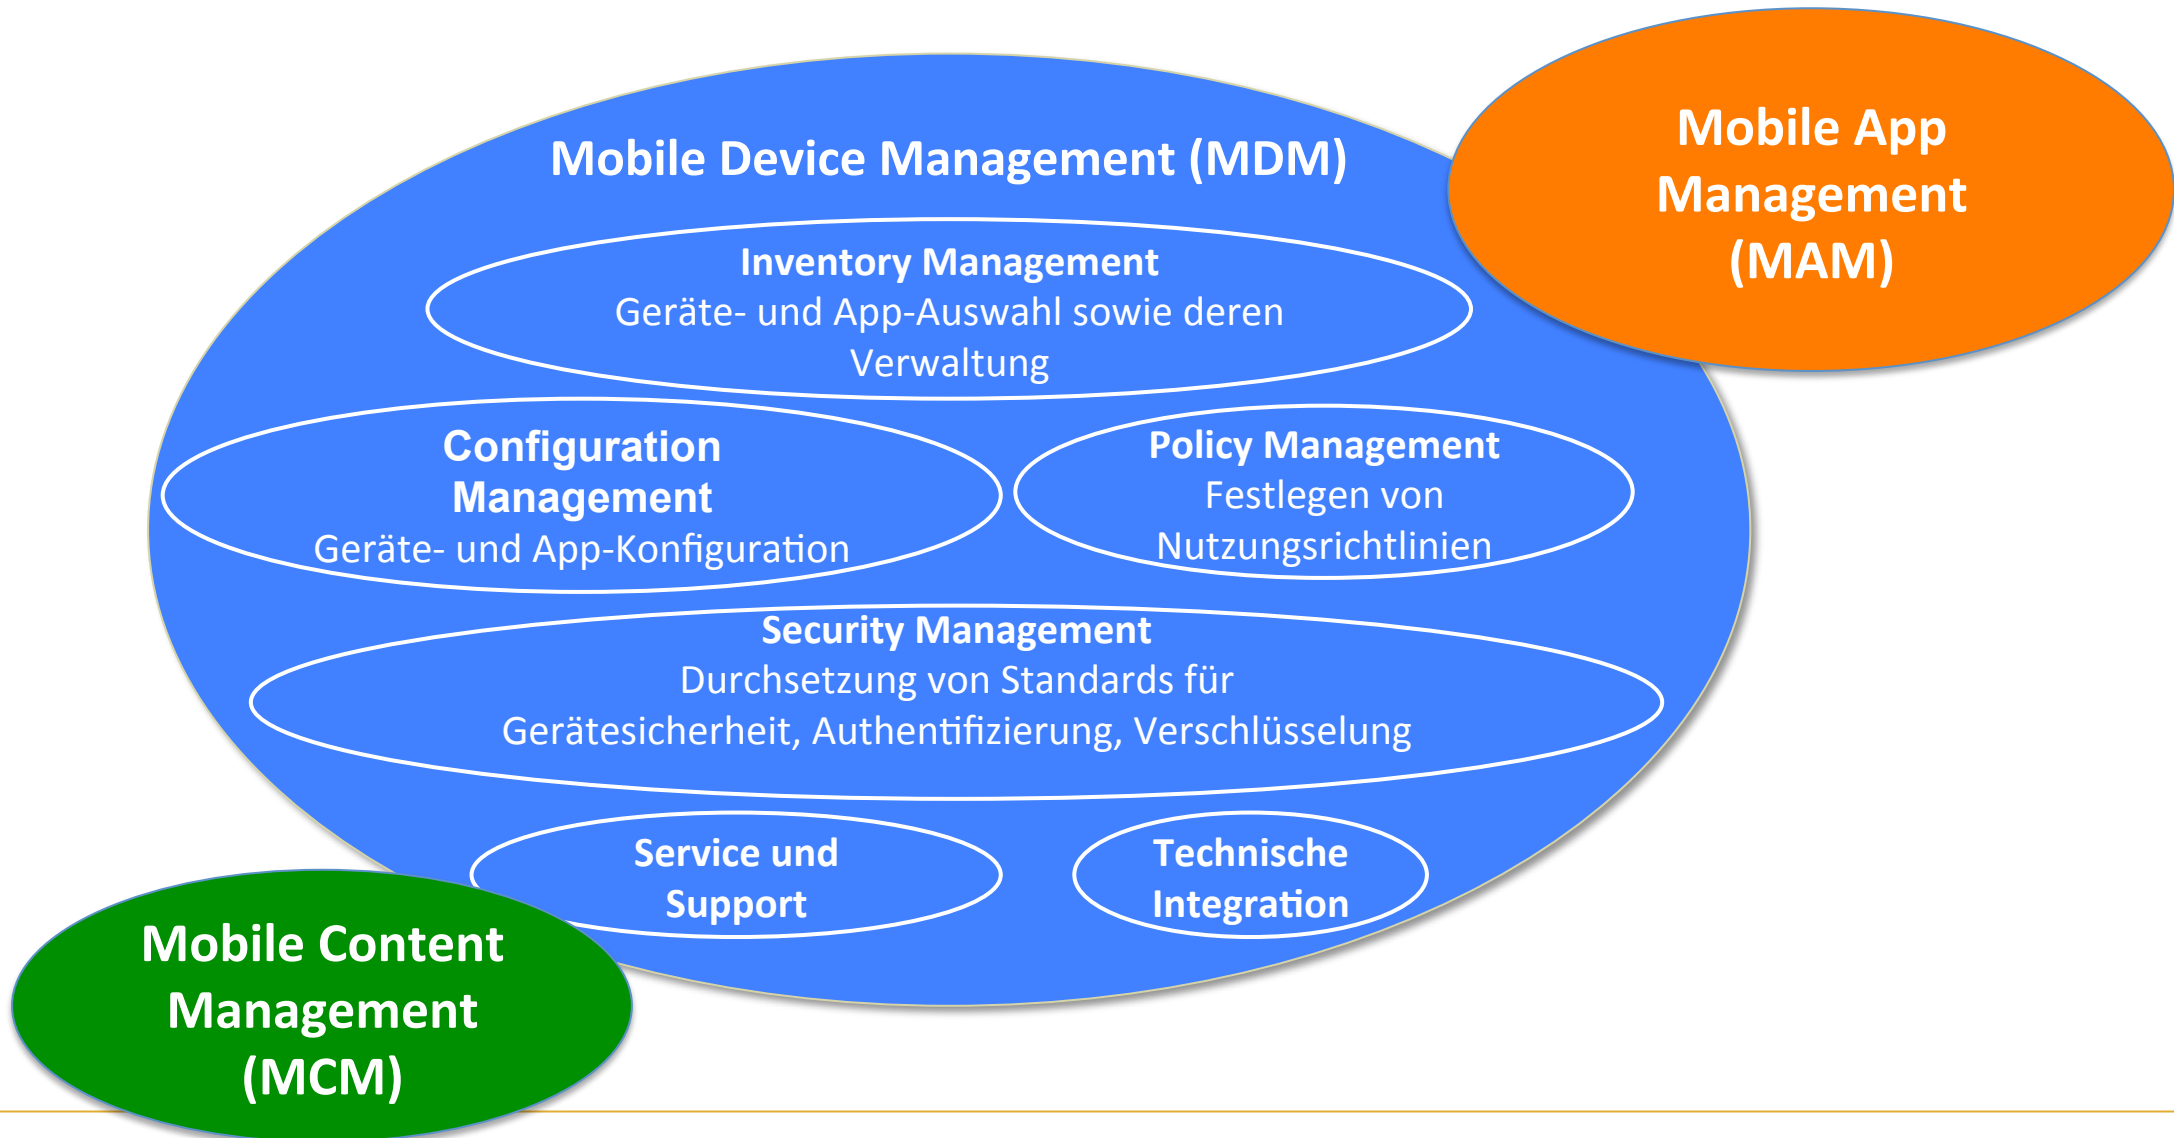 Mobile Device Management (MDM)
Mobile App
Management
(MAM)
Inventory Management
Geräte- und App-Auswahl sowie deren
Verwaltung
Configuration
Management
Geräte- und App-Konfiguration
Policy Management
Festlegen von
Nutzungsrichtlinien
Security Management
Durchsetzung von Standards für
Gerätesicherheit, Authentifizierung, Verschlüsselung
Service und
Support
Technische
Integration
Mobile Content
Management
(MCM)